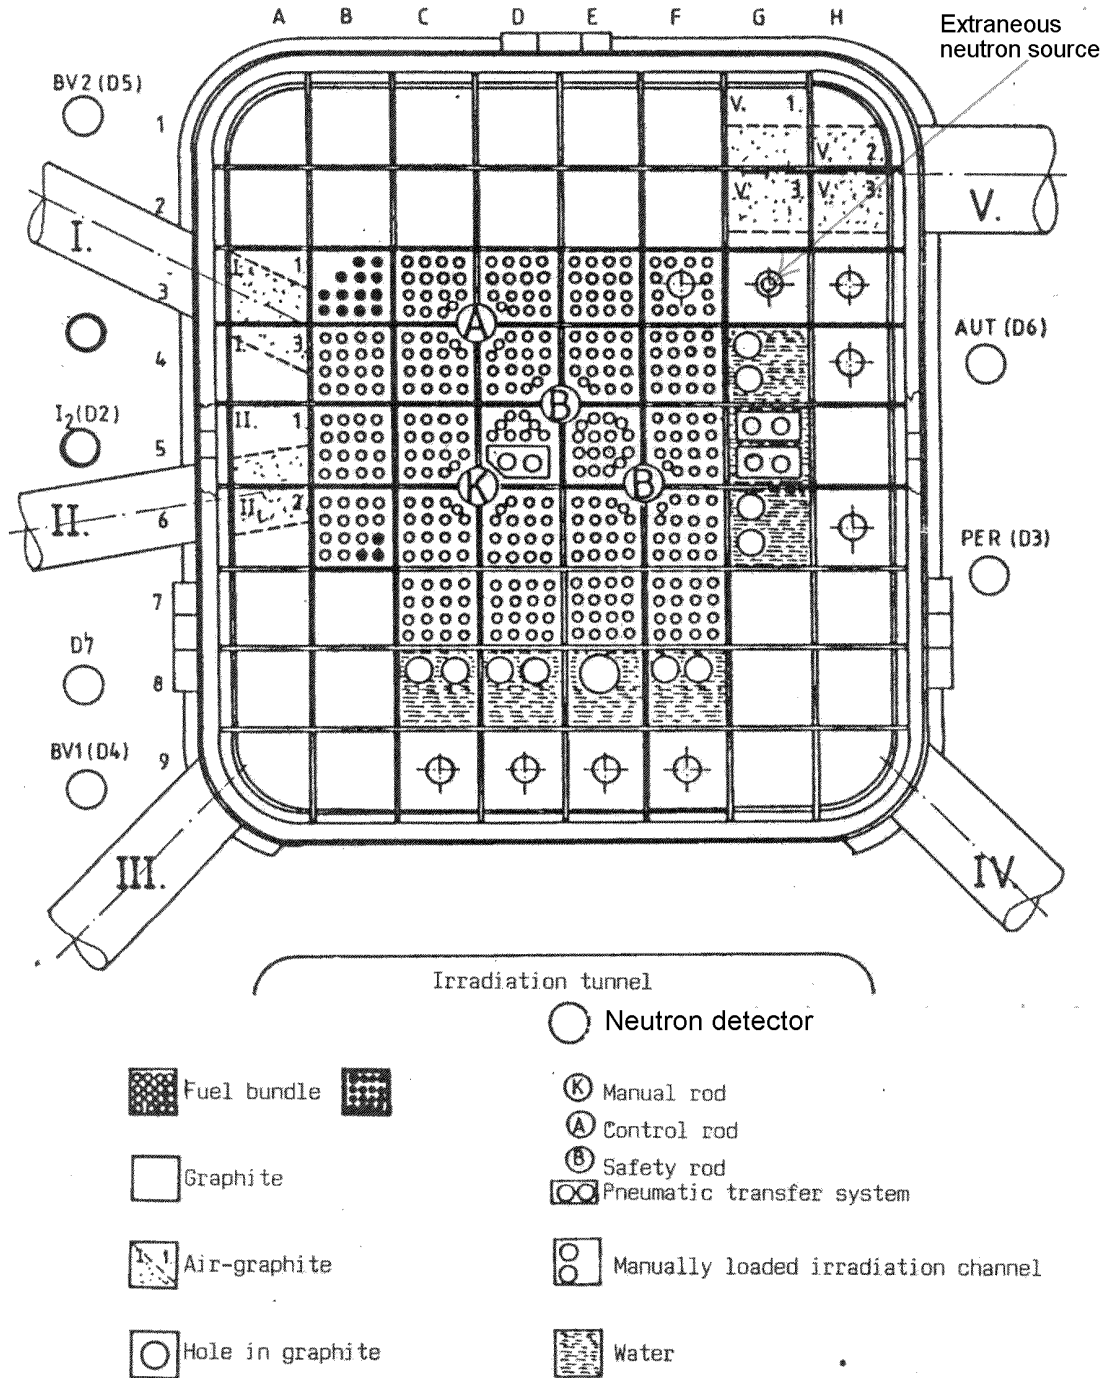 A B C D E F G H
Extraneous
neutron source
BV2 (D5)
1
V. 1.
V. 2.
2
V. 3.
V. 3.
I.
V.
I. 1
3
A
AUT (D6)
4
I. 3.
B
I2 (D2)
II. 1.
5
K
B
II.
II. 2
6
PER (D3)
7
D7
8
BV1 (D4)
9
III.
IV.
Irradiation tunnel
Neutron detector
Fuel bundle
K Manual rod
A Control rod
B Safety rod
Graphite
Pneumatic transfer system
I. 1.
Air-graphite
Manually loaded irradiation channel
Hole in graphite
Water